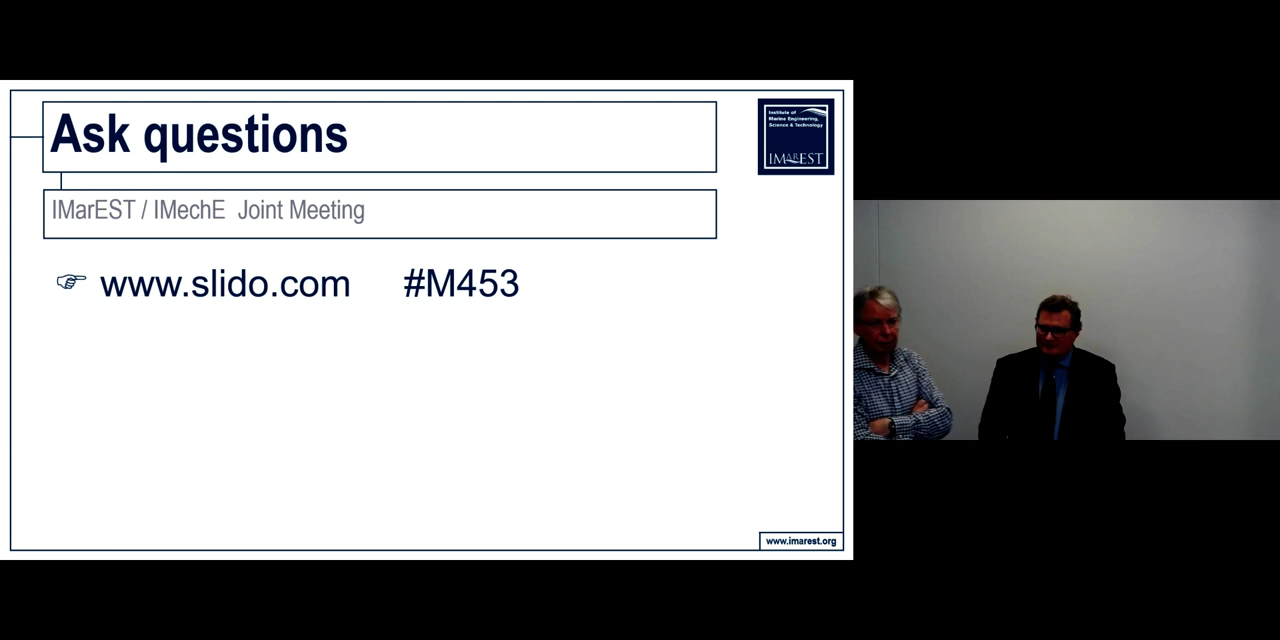 Ask questions
IMarEST / IMechE Joint Meeting
www.slido.com #M453
Institute of
Marine Engineering,
Science & Technology
IMarEST
www.imarest.org